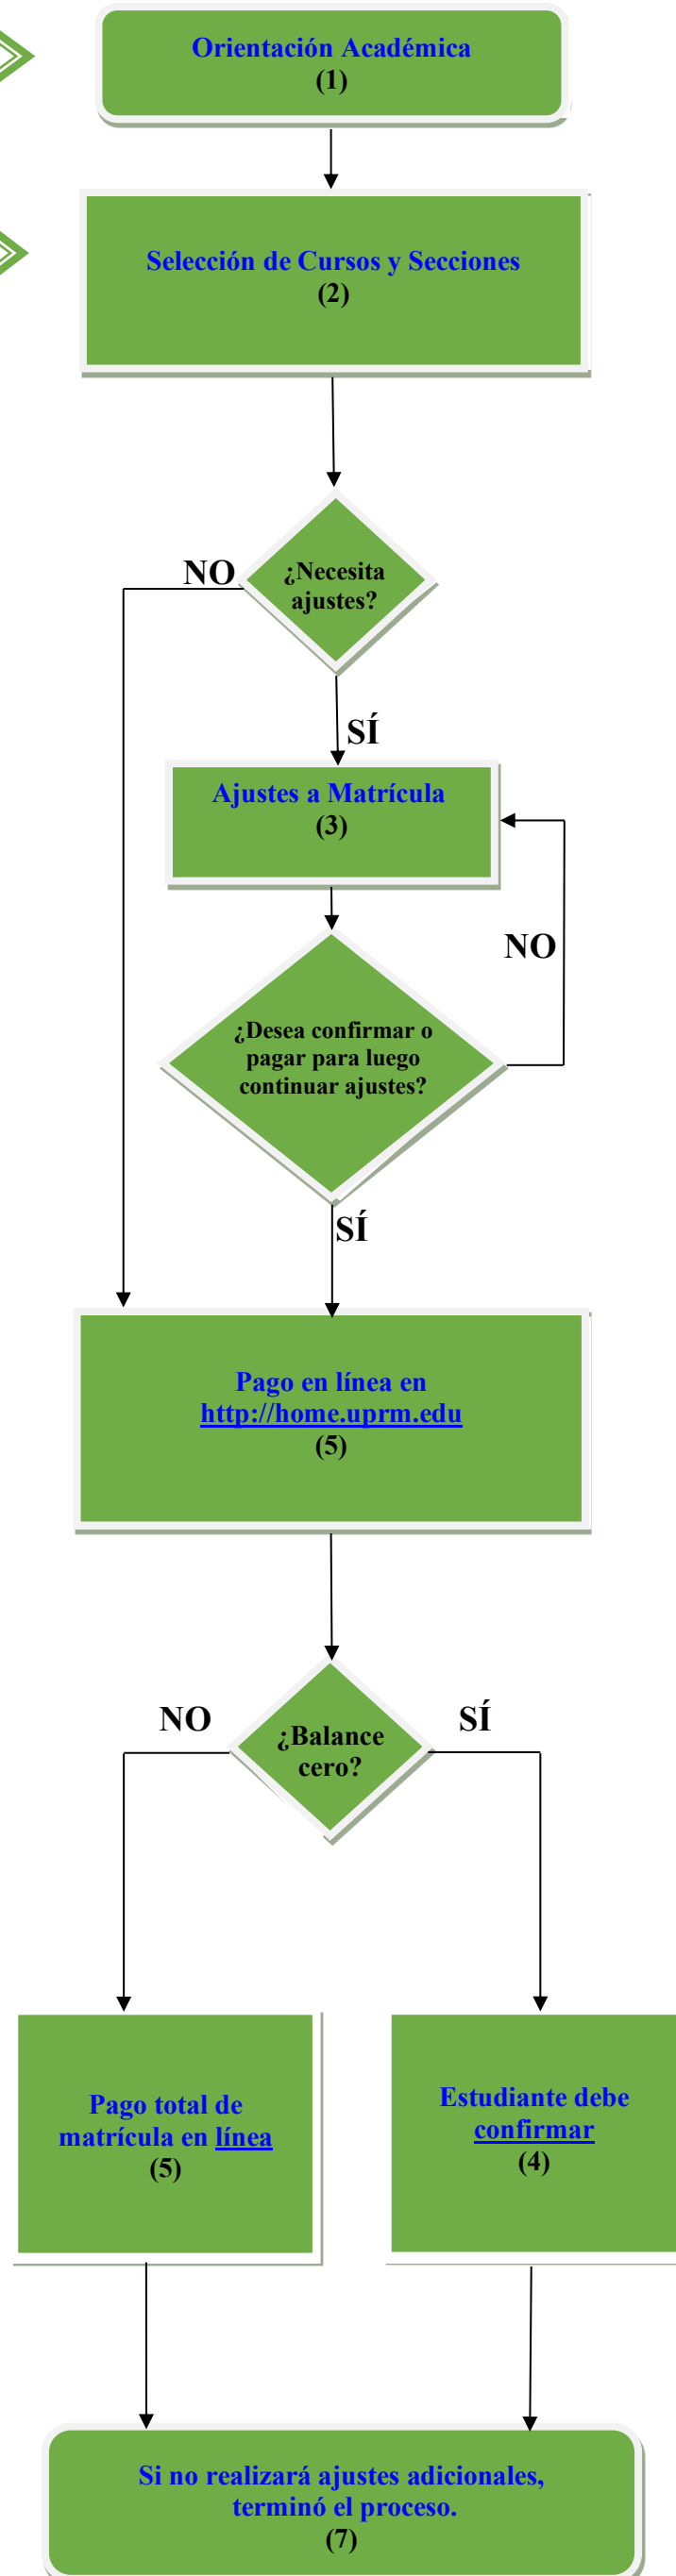 Orientación Académica
(1)
Selección de Cursos y Secciones
(2)
NO
¿Necesita
ajustes?
SÍ
Ajustes a Matrícula
(3)
NO
¿Desea confirmar o
pagar para luego
continuar ajustes?
SÍ
Pago en línea en
http://home.uprm.edu
(5)
NO
SÍ
¿Balance
cero?
Pago total de
matrícula en línea
(5)
Estudiante debe
confirmar
(4)
Si no realizará ajustes adicionales,
terminó el proceso.
(7)